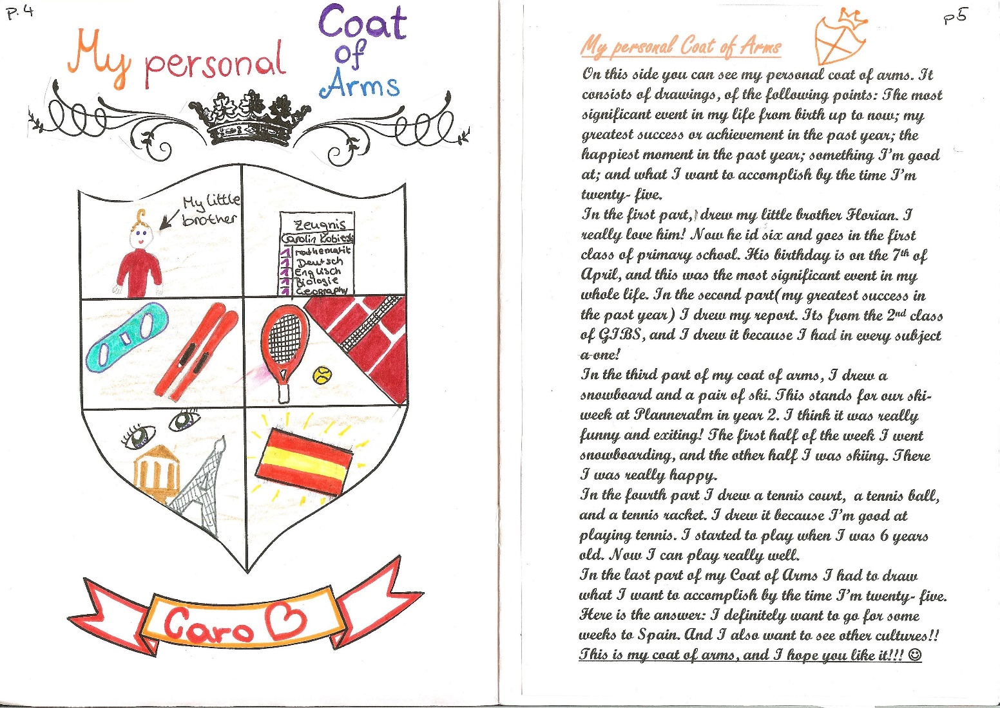 p. 4
My personal Coat
of
Arms
My little
brother
Zeugnis
Carolin Kobiers
1 Mathematik
1 Deutsch
1 Englisch
1 Biologie
1 Geography
Caro
p5
My personal Coat of Arms
On this side you can see my personal coat of arms. It
consists of drawings, of the following points: The most
significant event in my life from birth up to now; my
greatest success or achievement in the past year; the
happiest moment in the past year; something I'm good
at; and what I want to accomplish by the time I'm
twenty- five.
In the first part, I drew my little brother Florian. I
really love him! Now he id six and goes in the first
class of primary school. His birthday is on the 7th of
April, and this was the most significant event in my
whole life. In the second part(my greatest success in
the past year) I drew my report. Its from the 2nd class
of GIBS, and I drew it because I had in every subject
a one!
In the third part of my coat of arms, I drew a
snowboard and a pair of ski. This stands for our ski-
week at Planneralm in year 2. I think it was really
funny and exiting! The first half of the week I went
snowboarding, and the other half I was skiing. There
I was really happy.
In the fourth part I drew a tennis court, a tennis ball,
and a tennis racket. I drew it because I'm good at
playing tennis. I started to play when I was 6 years
old. Now I can play really well.
In the last part of my Coat of Arms I had to draw
what I want to accomplish by the time I'm twenty- five.
Here is the answer: I definitely want to go for some
weeks to Spain. And I also want to see other cultures!!
This is my coat of arms, and I hope you like it!!! ☺